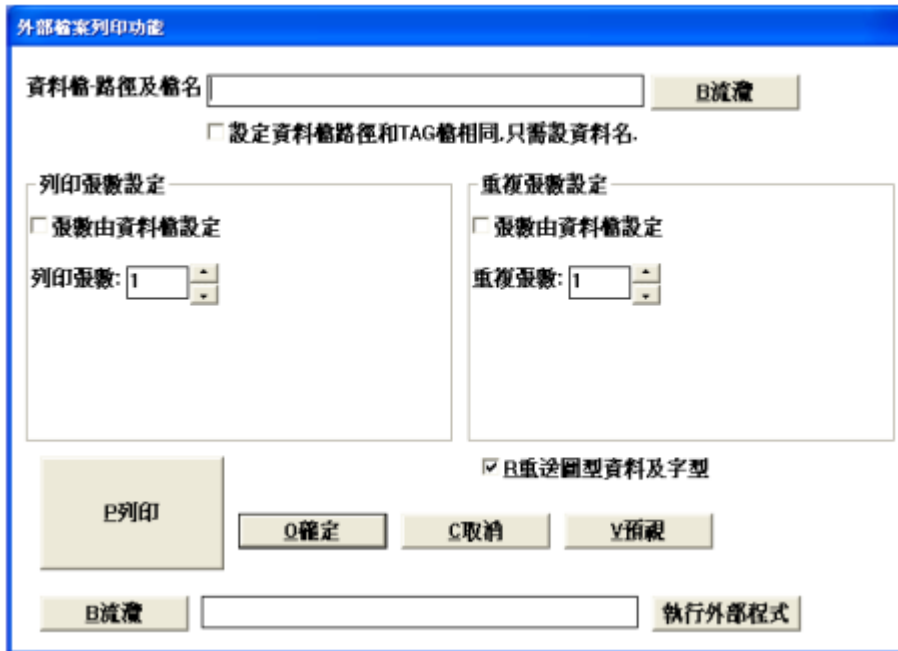 外部檔案列印功能
資料檔-路徑及檔名 B流灠
設定資料檔路徑和TAG檔相同,只需設資料名.
列印張數設定 重複張數設定
張數由資料檔設定 張數由資料檔設定
列印張數: 1 重複張數: 1
R重送圖型資料及字型
P列印
O確定 C取消 V預視
B流灠 執行外部程式